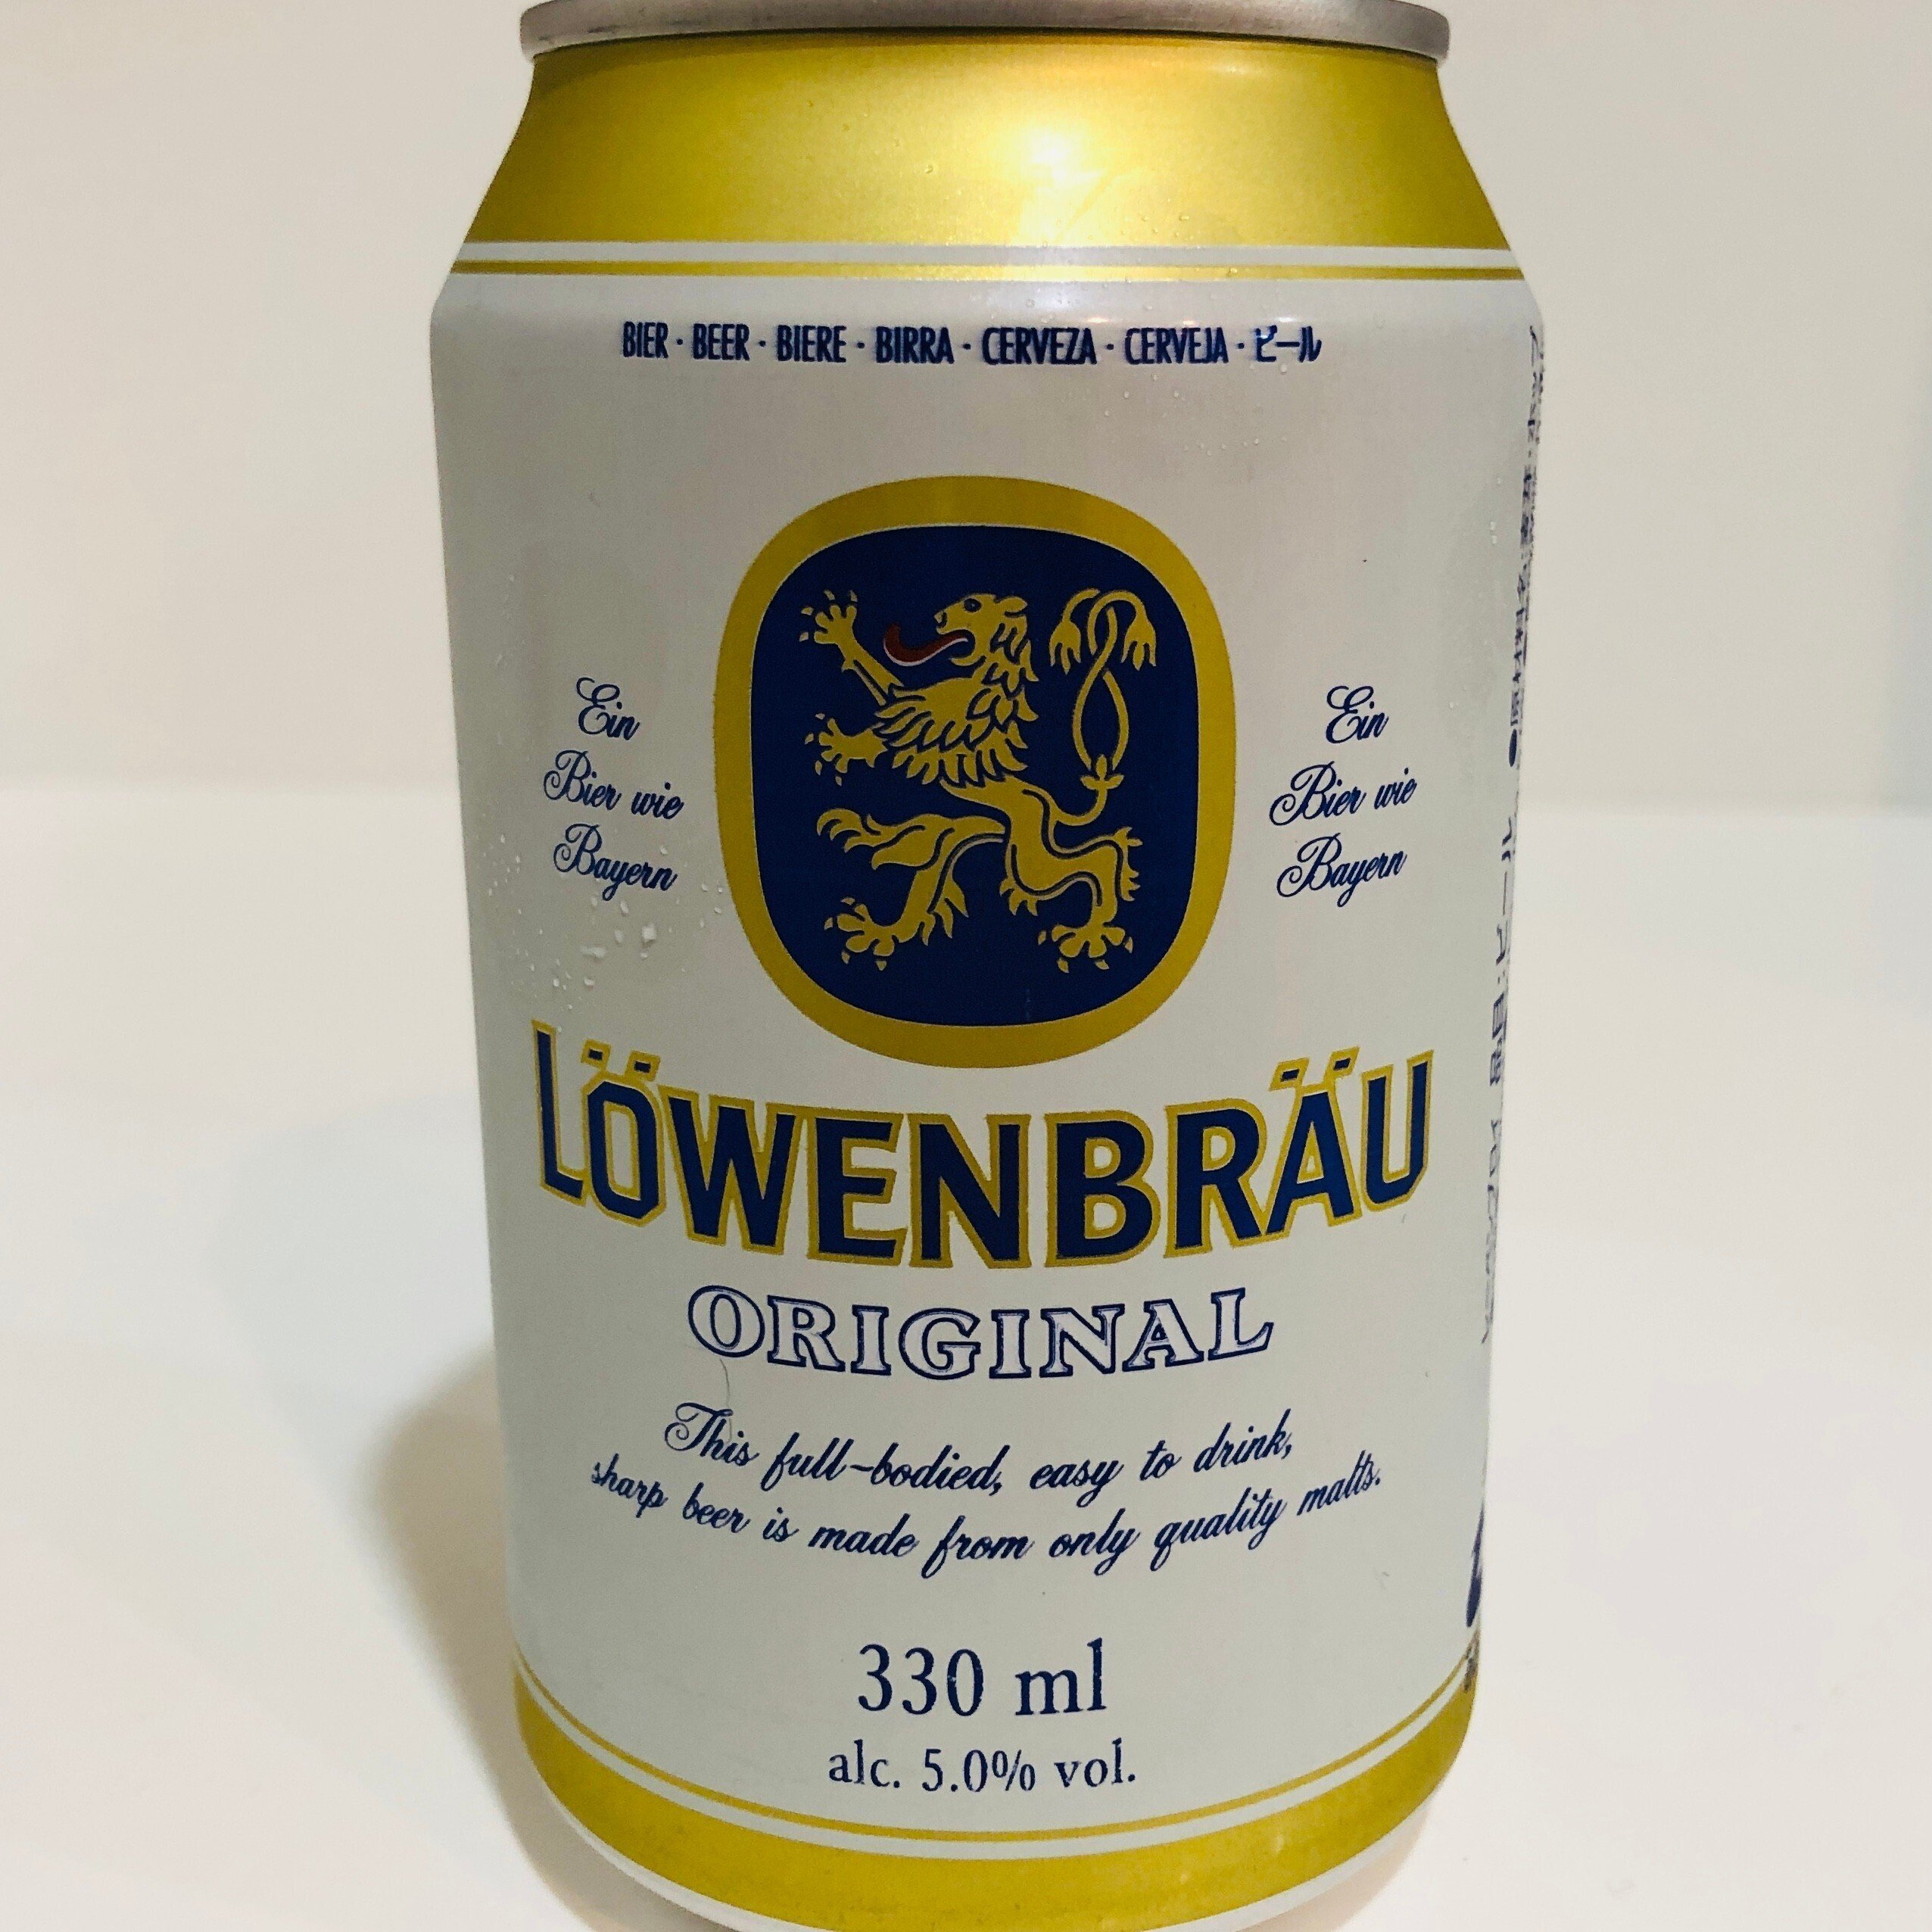 BIER · BEER · BIERE · BIRRA · CERVEZA · CERVEJA · ビール
Ein
Bier wie
Bayern
Ein
Bier wie
Bayern
LÖWENBRÄU
ORIGINAL
This full-bodied, easy to drink,
sharp beer is made from only quality malts.
330 ml
alc. 5.0% vol.